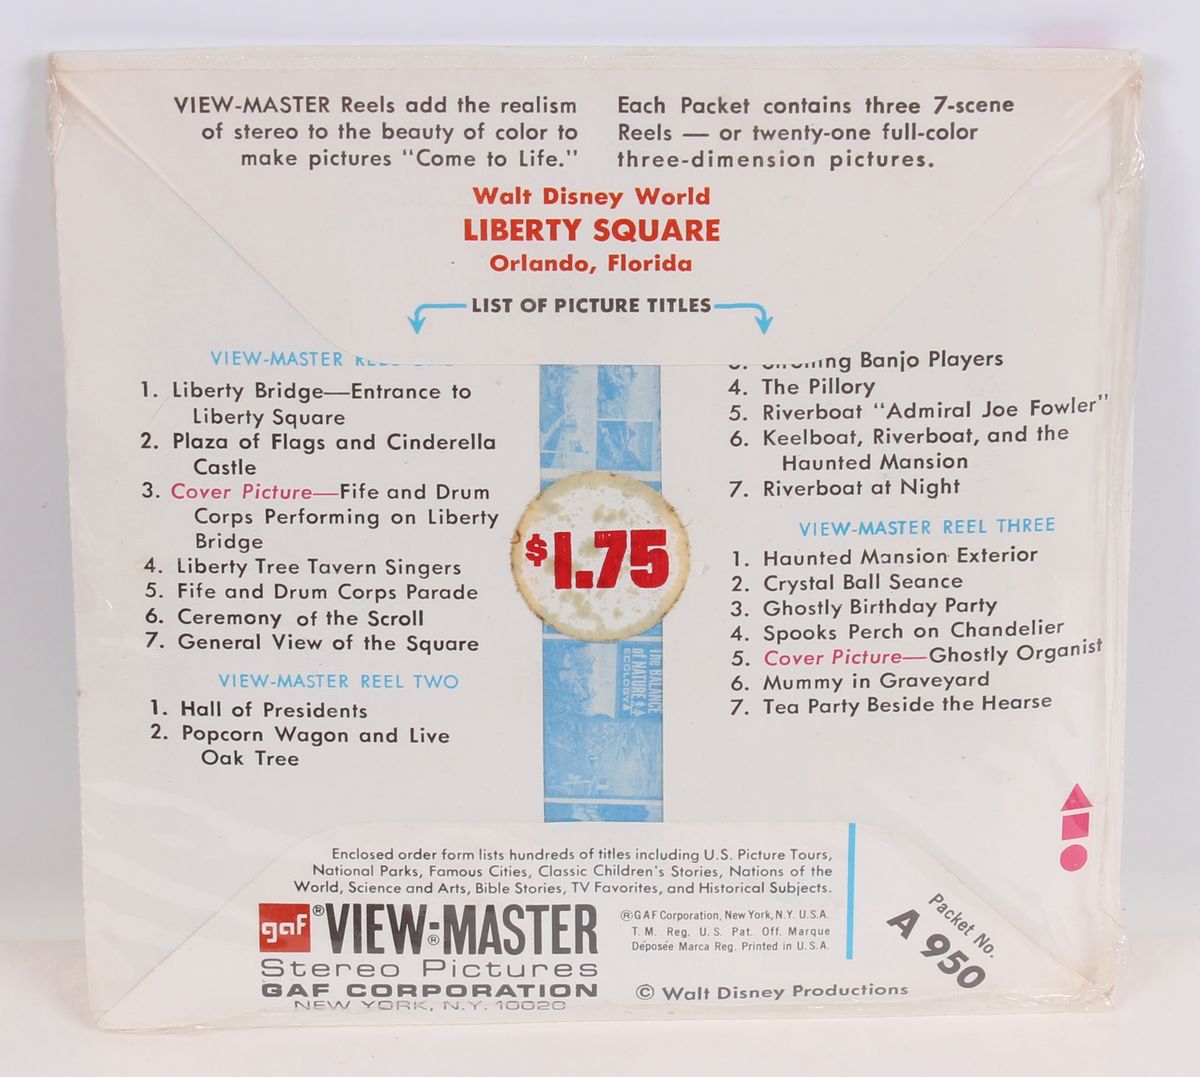 VIEW-MASTER Reels add the realism
of stereo to the beauty of color to
make pictures “Come to Life.”
Each Packet contains three 7-scene
Reels — or twenty-one full-color
three-dimension pictures.
Walt Disney World
LIBERTY SQUARE
Orlando, Florida
LIST OF PICTURE TITLES
VIEW-MASTER
1. Liberty Bridge—Entrance to
Liberty Square
2. Plaza of Flags and Cinderella
Castle
3. Cover Picture—Fife and Drum
Corps Performing on Liberty
Bridge
4. Liberty Tree Tavern Singers
5. Fife and Drum Corps Parade
6. Ceremony of the Scroll
7. General View of the Square
VIEW-MASTER REEL TWO
1. Hall of Presidents
2. Popcorn Wagon and Live
Oak Tree
Banjo Players
4. The Pillory
5. Riverboat “Admiral Joe Fowler”
6. Keelboat, Riverboat, and the
Haunted Mansion
7. Riverboat at Night
VIEW-MASTER REEL THREE
1. Haunted Mansion Exterior
2. Crystal Ball Seance
3. Ghostly Birthday Party
4. Spooks Perch on Chandelier
5. Cover Picture—Ghostly Organist
6. Mummy in Graveyard
7. Tea Party Beside the Hearse
$1.75
The BALANCE
of NATURE
ECOLOGY
Enclosed order form lists hundreds of titles including U.S. Picture Tours,
National Parks, Famous Cities, Classic Children's Stories, Nations of the
World, Science and Arts, Bible Stories, TV Favorites, and Historical Subjects.
gaf® VIEW-MASTER®
Stereo Pictures
GAF CORPORATION
NEW YORK, N.Y. 10020
®GAF Corporation, New York, N.Y. U.S.A.
T. M. Reg. U. S. Pat. Off. Marque
Déposée Marca Reg. Printed in U.S.A.
© Walt Disney Productions
Packet No.
A 950